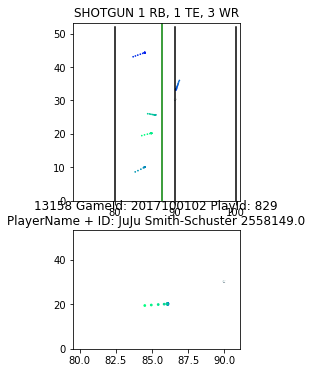 SHOTGUN 1 RB, 1 TE, 3 WR
50
40
30
20
10
0
80 90 100
13158 GameId: 2017100102 PlayId: 829
PlayerName + ID: JuJu Smith-Schuster 2558149.0
40
20
0
80.0 82.5 85.0 87.5 90.0